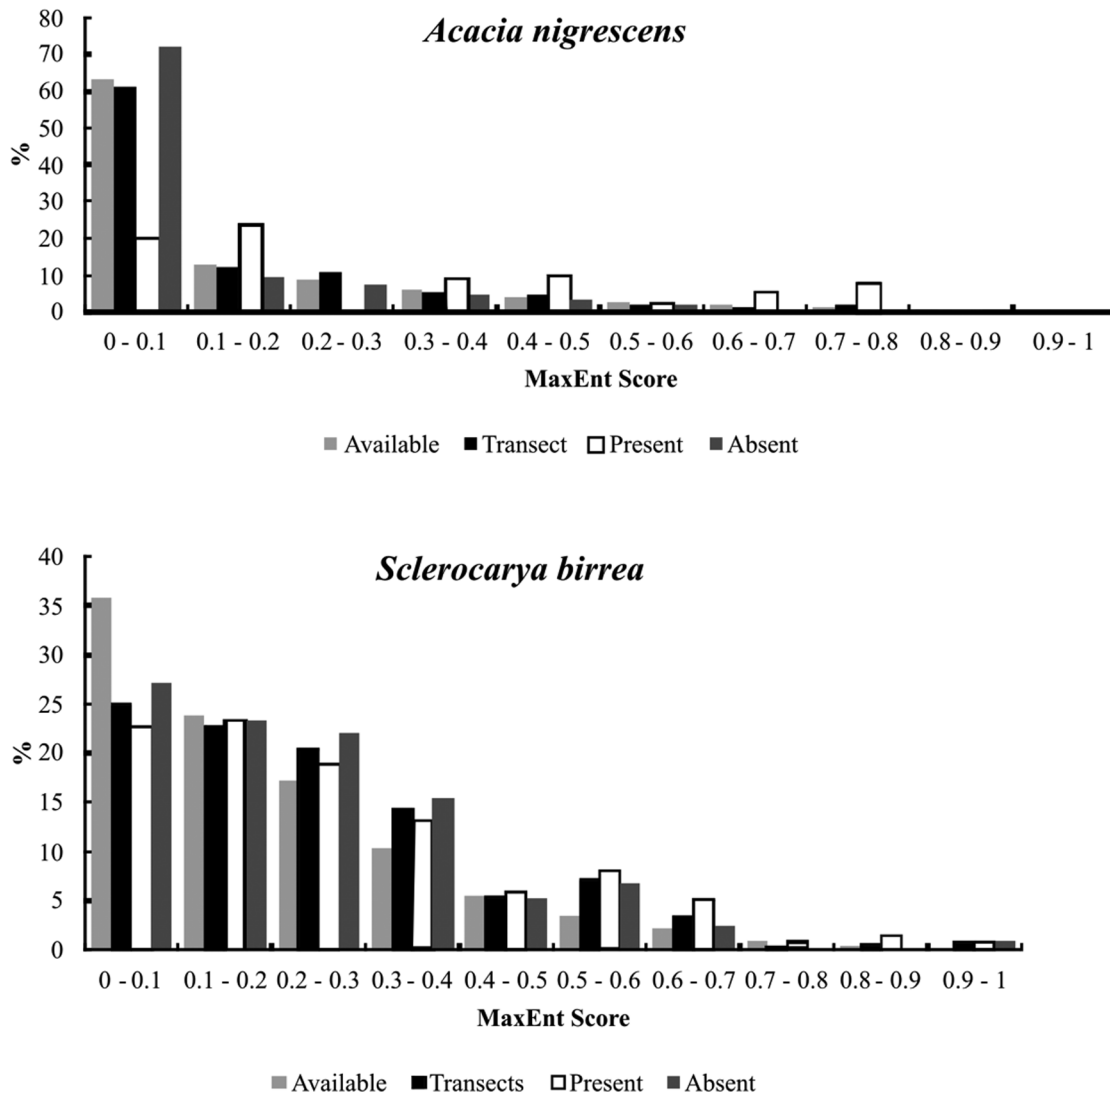 Acacia nigrescens
80
70
60
50
40
30
20
10
0
%
0 - 0.1 0.1 - 0.2 0.2 - 0.3 0.3 - 0.4 0.4 - 0.5 0.5 - 0.6 0.6 - 0.7 0.7 - 0.8 0.8 - 0.9 0.9 - 1
MaxEnt Score
Available Transect Present Absent
Sclerocarya birrea
40
35
30
25
20
15
10
5
0
%
0 - 0.1 0.1 - 0.2 0.2 - 0.3 0.3 - 0.4 0.4 - 0.5 0.5 - 0.6 0.6 - 0.7 0.7 - 0.8 0.8 - 0.9 0.9 - 1
MaxEnt Score
Available Transects Present Absent